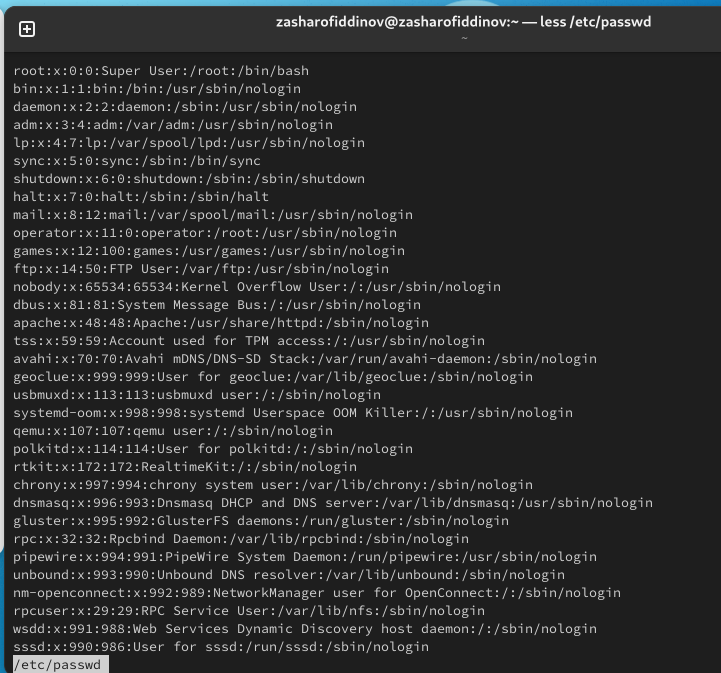 zasharofiddinov@zasharofiddinov:~ — less /etc/passwd
~
root:x:0:0:Super User:/root:/bin/bash
bin:x:1:1:bin:/bin:/usr/sbin/nologin
daemon:x:2:2:daemon:/sbin:/usr/sbin/nologin
adm:x:3:4:adm:/var/adm:/usr/sbin/nologin
lp:x:4:7:lp:/var/spool/lpd:/usr/sbin/nologin
sync:x:5:0:sync:/sbin:/bin/sync
shutdown:x:6:0:shutdown:/sbin:/sbin/shutdown
halt:x:7:0:halt:/sbin:/sbin/halt
mail:x:8:12:mail:/var/spool/mail:/usr/sbin/nologin
operator:x:11:0:operator:/root:/usr/sbin/nologin
games:x:12:100:games:/usr/games:/usr/sbin/nologin
ftp:x:14:50:FTP User:/var/ftp:/usr/sbin/nologin
nobody:x:65534:65534:Kernel Overflow User:/:/usr/sbin/nologin
dbus:x:81:81:System Message Bus:/:/usr/sbin/nologin
apache:x:48:48:Apache:/usr/share/httpd:/sbin/nologin
tss:x:59:59:Account used for TPM access:/:/usr/sbin/nologin
avahi:x:70:70:Avahi mDNS/DNS-SD Stack:/var/run/avahi-daemon:/sbin/nologin
geoclue:x:999:999:User for geoclue:/var/lib/geoclue:/sbin/nologin
usbmuxd:x:113:113:usbmuxd user:/:/sbin/nologin
systemd-oom:x:998:998:systemd Userspace OOM Killer:/:/usr/sbin/nologin
qemu:x:107:107:qemu user:/:/sbin/nologin
polkitd:x:114:114:User for polkitd:/:/sbin/nologin
rtkit:x:172:172:RealtimeKit:/:/sbin/nologin
chrony:x:997:994:chrony system user:/var/lib/chrony:/sbin/nologin
dnsmasq:x:996:993:Dnsmasq DHCP and DNS server:/var/lib/dnsmasq:/usr/sbin/nologin
gluster:x:995:992:GlusterFS daemons:/run/gluster:/sbin/nologin
rpc:x:32:32:Rpcbind Daemon:/var/lib/rpcbind:/sbin/nologin
pipewire:x:994:991:PipeWire System Daemon:/run/pipewire:/usr/sbin/nologin
unbound:x:993:990:Unbound DNS resolver:/var/lib/unbound:/sbin/nologin
nm-openconnect:x:992:989:NetworkManager user for OpenConnect:/:/sbin/nologin
rpcuser:x:29:29:RPC Service User:/var/lib/nfs:/sbin/nologin
wsdd:x:991:988:Web Services Dynamic Discovery host daemon:/:/sbin/nologin
sssd:x:990:986:User for sssd:/run/sssd:/sbin/nologin
/etc/passwd